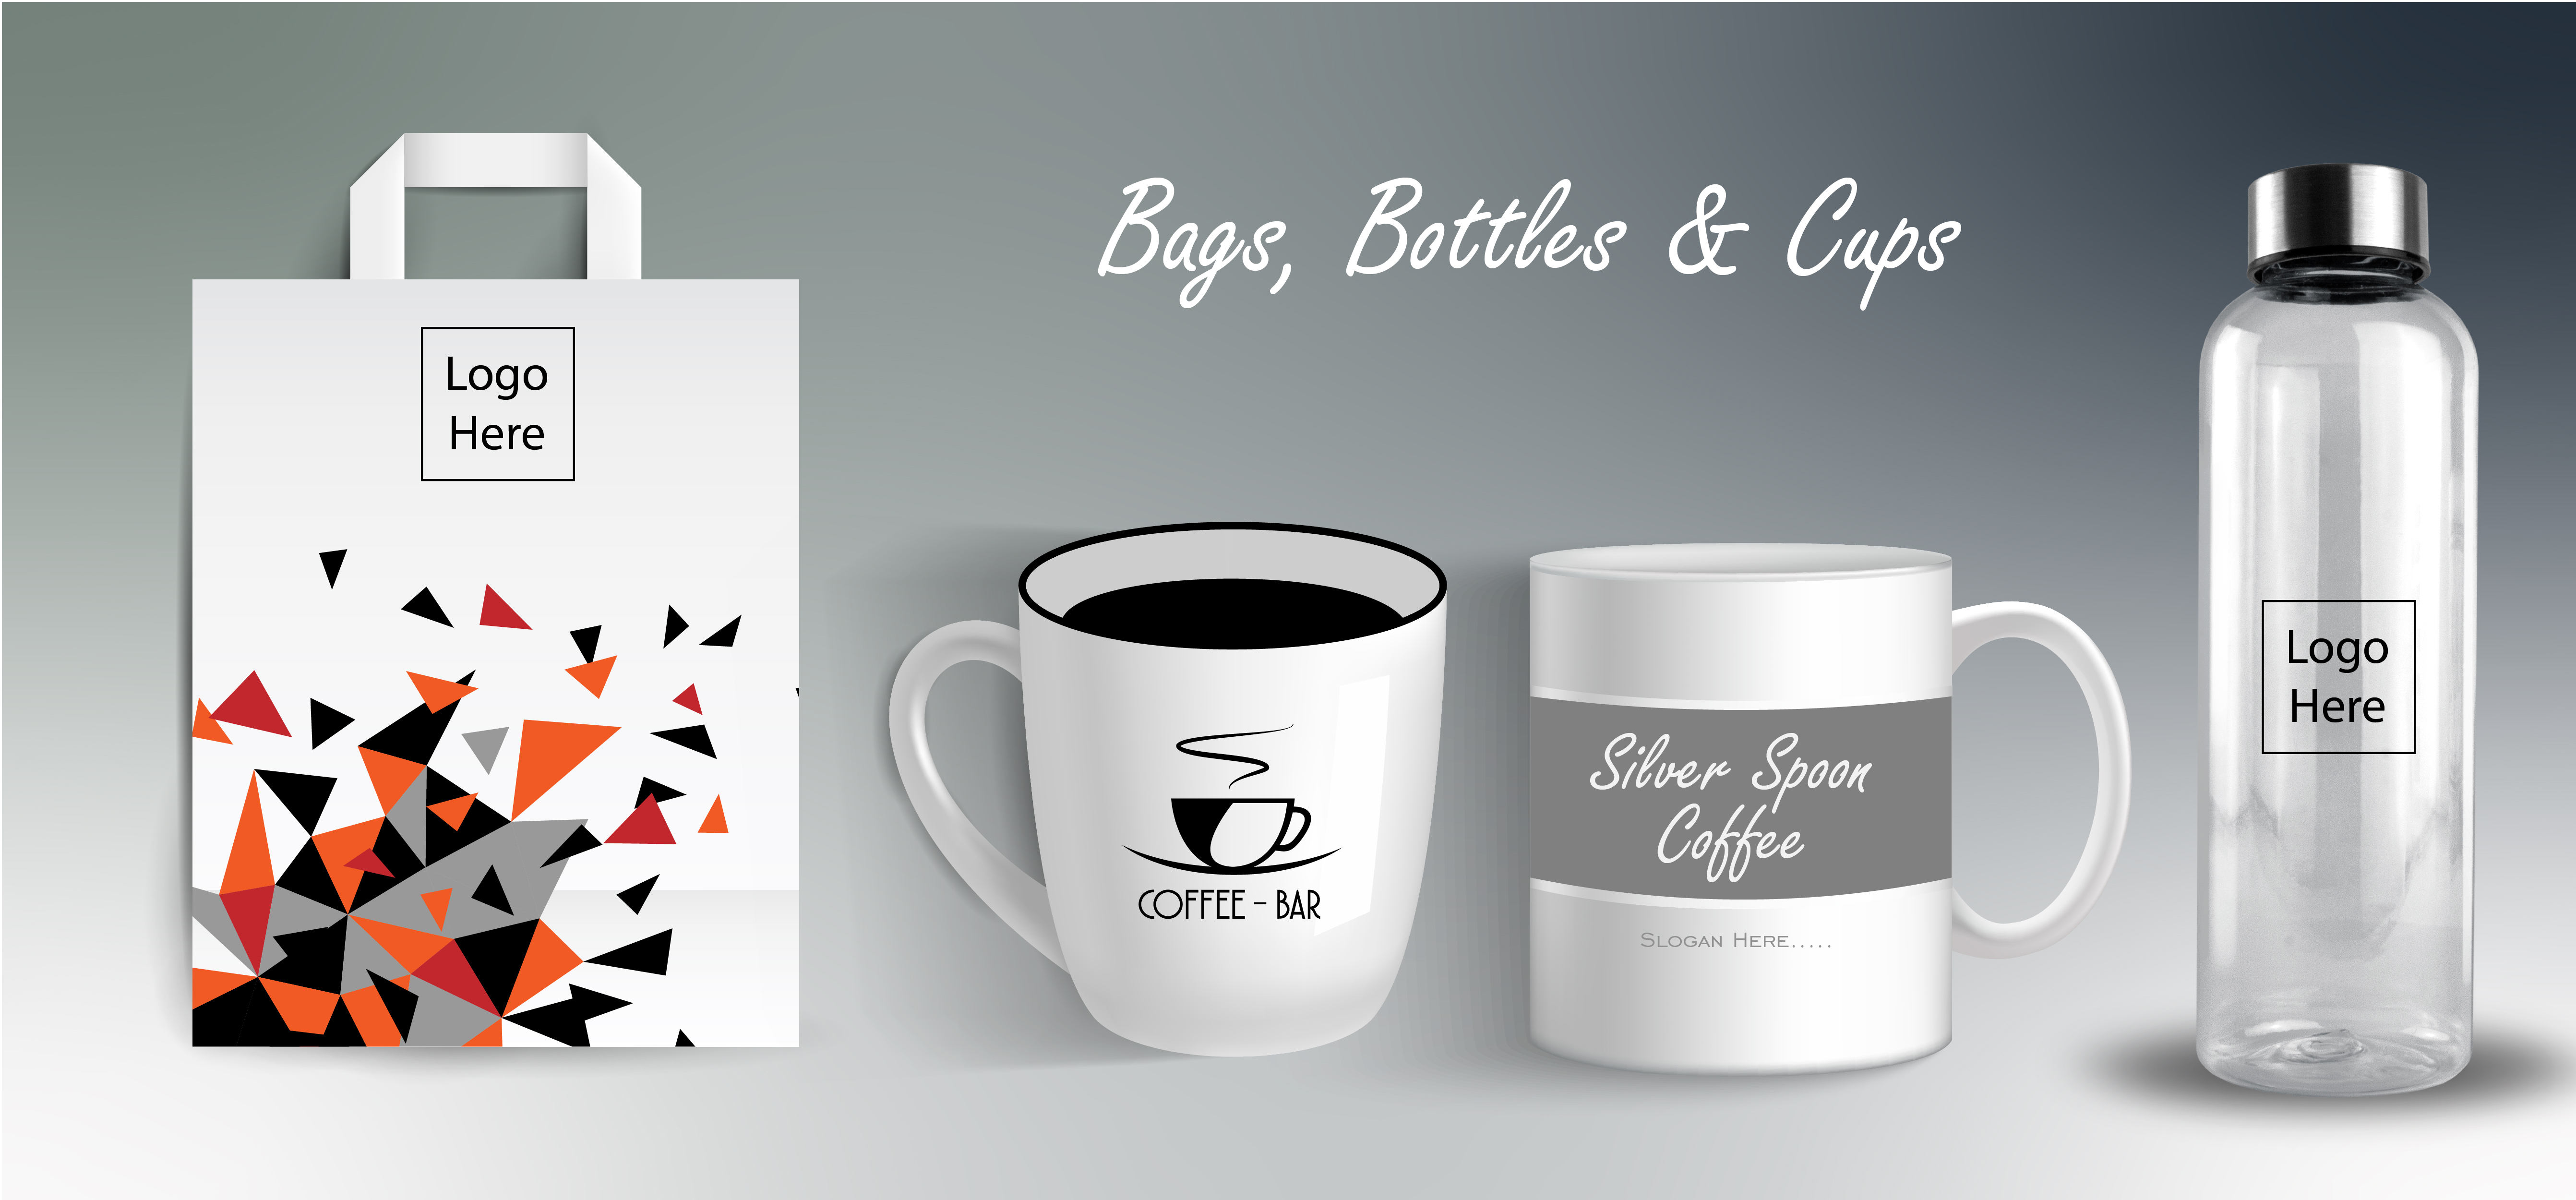 Bags, Bottles & Cups
Logo
Here
COFFEE - BAR
Silver Spoon
Coffee
Slogan Here.....
Logo
Here